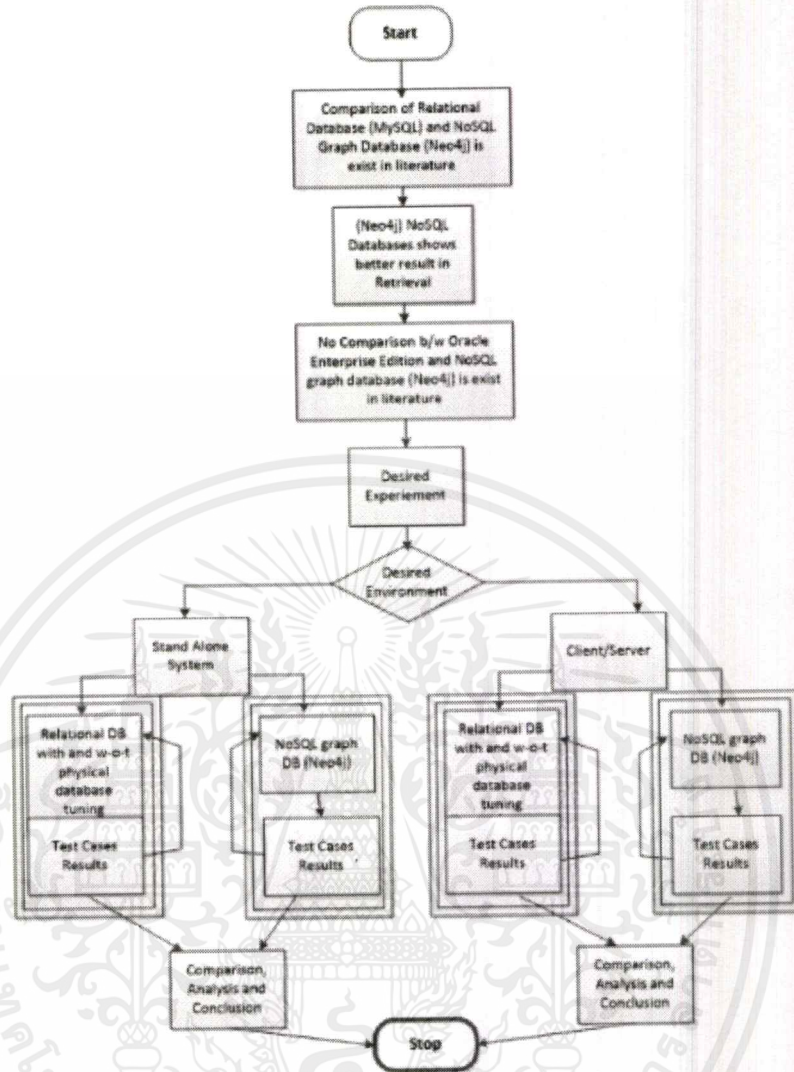 Start
Comparison of Relational
Database (MySQL) and NoSQL
Graph Database (Neo4j) is
exist in literature
(Neo4j) NoSQL
Databases shows
better result in
Retrieval
No Comparison b/w Oracle
Enterprise Edition and NoSQL
graph database (Neo4j) is exist
in literature
Desired
Experiement
Desired
Environment
Stand Alone
System
Client/Server
Relational DB
with and w-o-t
physical
database
tuning
Test Cases
Results
NoSQL graph
DB (Neo4j)
Test Cases
Results
Relational DB
with and w-o-t
physical
database
tuning
Test Cases
Results
NoSQL graph
DB (Neo4j)
Test Cases
Results
Comparison,
Analysis and
Conclusion
Comparison,
Analysis and
Conclusion
Stop